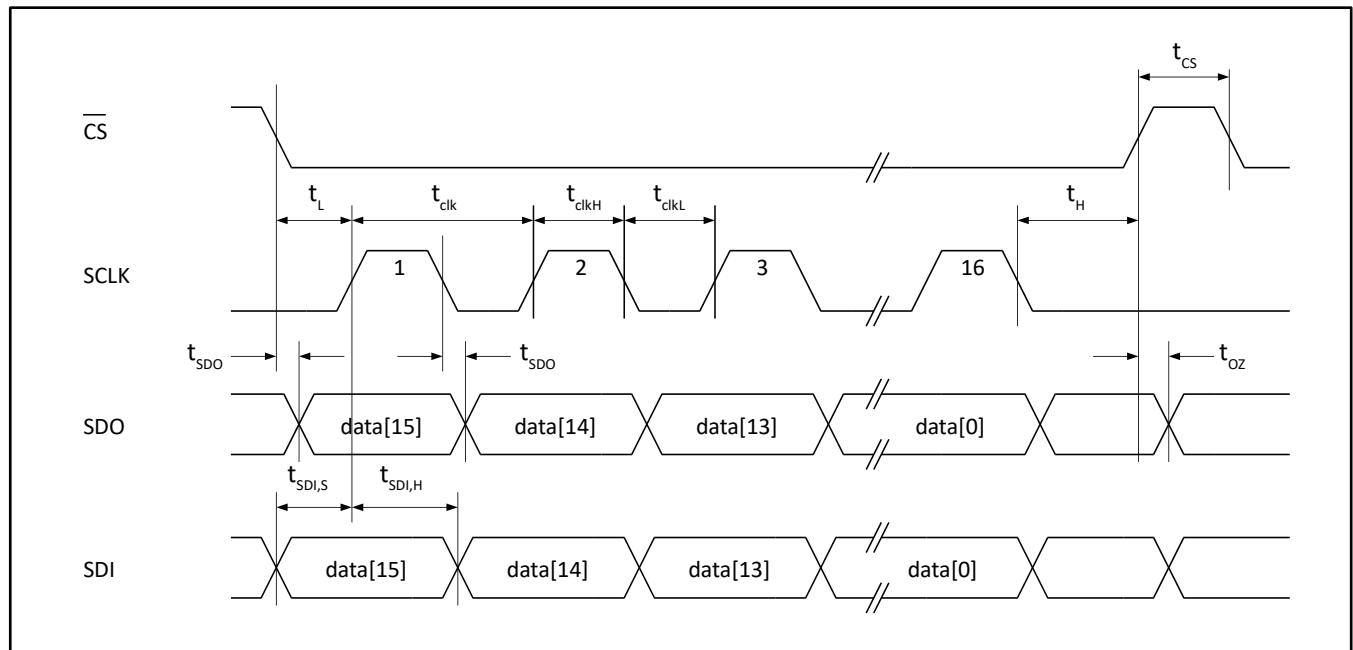 t_CS
C̅S̅
t_L t_clk t_clkH t_clkL t_H
SCLK 1 2 3 16
t_SDO t_SDO t_OZ
SDO data[15] data[14] data[13] data[0]
t_SDI,S t_SDI,H
SDI data[15] data[14] data[13] data[0]